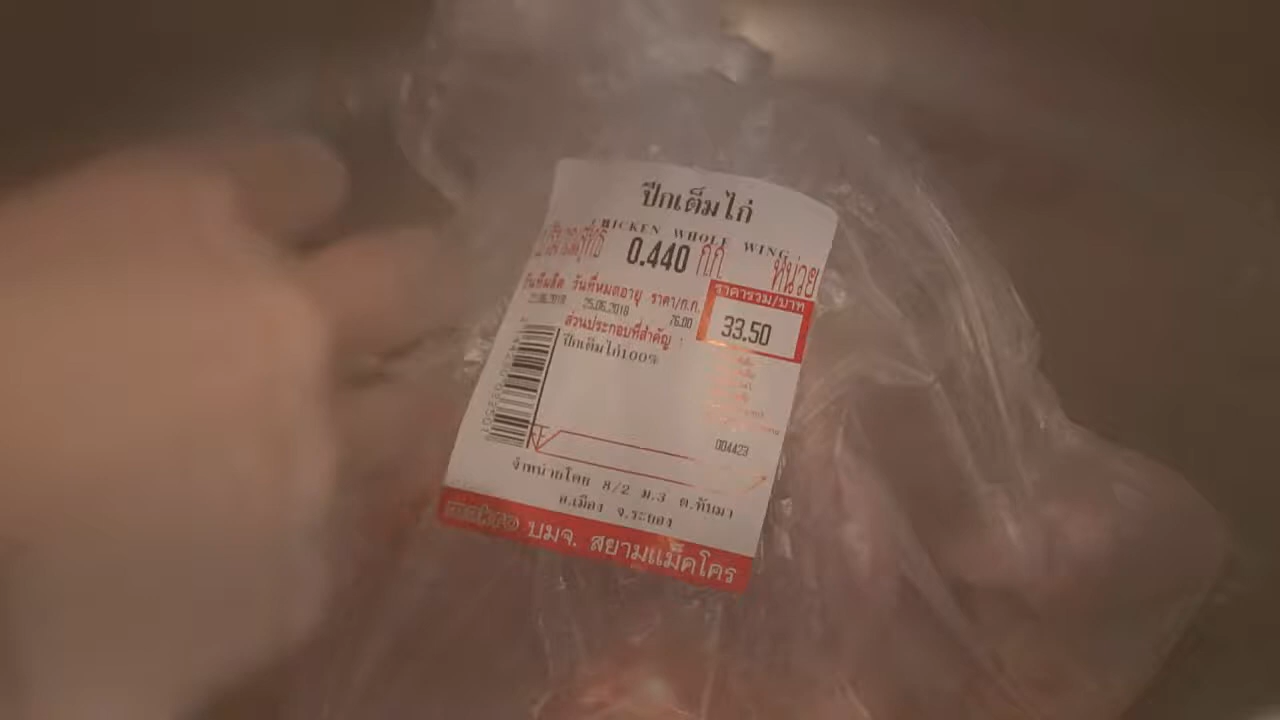 ปีกเต็มไก่
CHICKEN WHOLE WING
0.440 กก หน่วย
วันที่หมดอายุ ราคา/ก.ก. ราคารวม/บาท
25.06.2018 76.00 33.50
ส่วนประกอบที่สำคัญ :
ปีกเต็มไก่100%
004423
จำหน่ายโดย 8/2 ม.3 ต.ทับมา
อ.เมือง จ.ระยอง
makro บมจ. สยามแม็คโคร